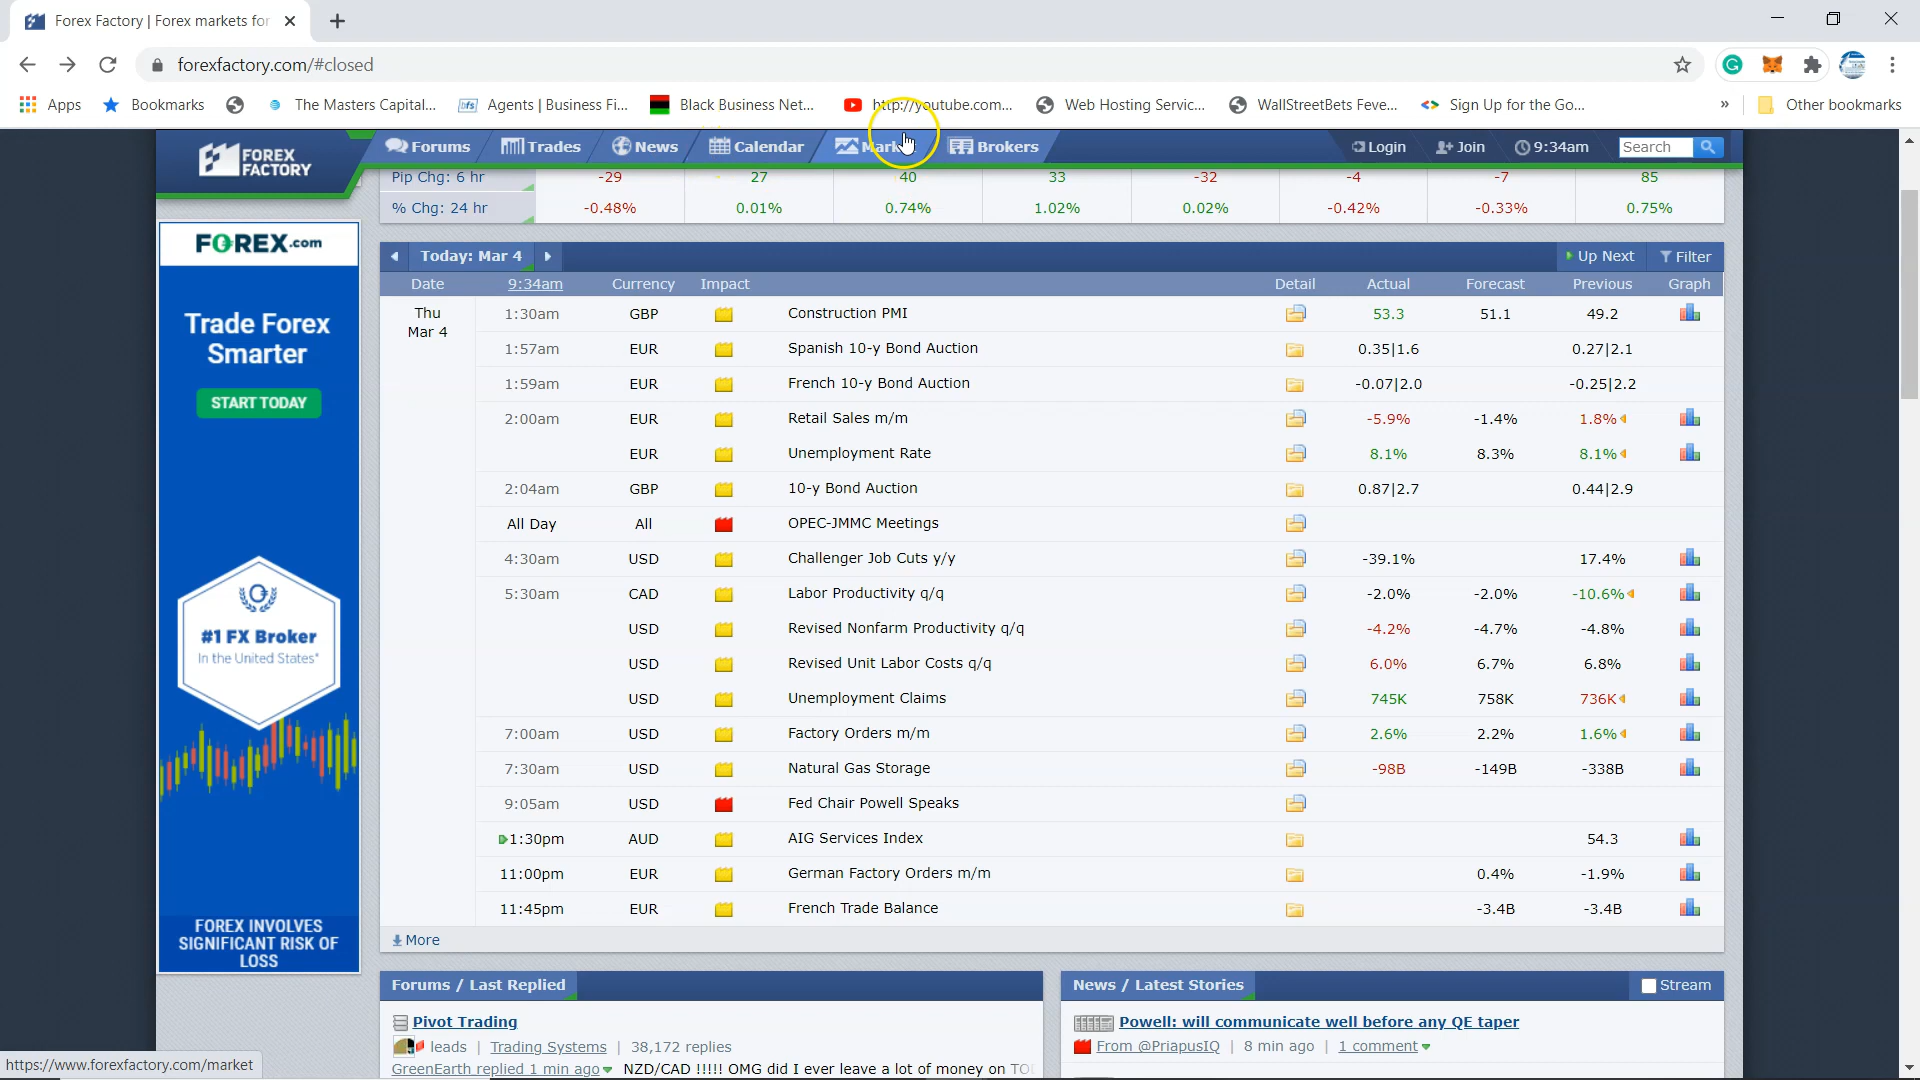 Forex Factory | Forex markets for
forexfactory.com/#closed
Apps Bookmarks The Masters Capital... Agents | Business Fi... Black Business Net... http://youtube.com... Web Hosting Servic... WallStreetBets Feve... Sign Up for the Go... » Other bookmarks
FOREX FACTORY Forums Trades News Calendar Brokers Login Join 9:34am Search
Pip Chg: 6 hr -29 27 40 33 -32 -4 -7 85
% Chg: 24 hr -0.48% 0.01% 0.74% 1.02% 0.02% -0.42% -0.33% 0.75%
FOREX.com
Trade Forex
Smarter
START TODAY
#1 FX Broker
In the United States*
FOREX INVOLVES
SIGNIFICANT RISK OF
LOSS
Today: Mar 4 Up Next Filter
Date 9:34am Currency Impact Detail Actual Forecast Previous Graph
Thu
Mar 4
1:30am GBP Construction PMI 53.3 51.1 49.2
1:57am EUR Spanish 10-y Bond Auction 0.35|1.6 0.27|2.1
1:59am EUR French 10-y Bond Auction -0.07|2.0 -0.25|2.2
2:00am EUR Retail Sales m/m -5.9% -1.4% 1.8%
EUR Unemployment Rate 8.1% 8.3% 8.1%
2:04am GBP 10-y Bond Auction 0.87|2.7 0.44|2.9
All Day All OPEC-JMMC Meetings
4:30am USD Challenger Job Cuts y/y -39.1% 17.4%
5:30am CAD Labor Productivity q/q -2.0% -2.0% -10.6%
USD Revised Nonfarm Productivity q/q -4.2% -4.7% -4.8%
USD Revised Unit Labor Costs q/q 6.0% 6.7% 6.8%
USD Unemployment Claims 745K 758K 736K
7:00am USD Factory Orders m/m 2.6% 2.2% 1.6%
7:30am USD Natural Gas Storage -98B -149B -338B
9:05am USD Fed Chair Powell Speaks
1:30pm AUD AIG Services Index 54.3
11:00pm EUR German Factory Orders m/m 0.4% -1.9%
11:45pm EUR French Trade Balance -3.4B -3.4B
More
Forums / Last Replied
Pivot Trading
leads | Trading Systems | 38,172 replies
GreenEarth replied 1 min ago NZD/CAD !!!!! OMG did I ever leave a lot of money on
News / Latest Stories Stream
Powell: will communicate well before any QE taper
From @PriapusIQ | 8 min ago | 1 comment
https://www.forexfactory.com/market